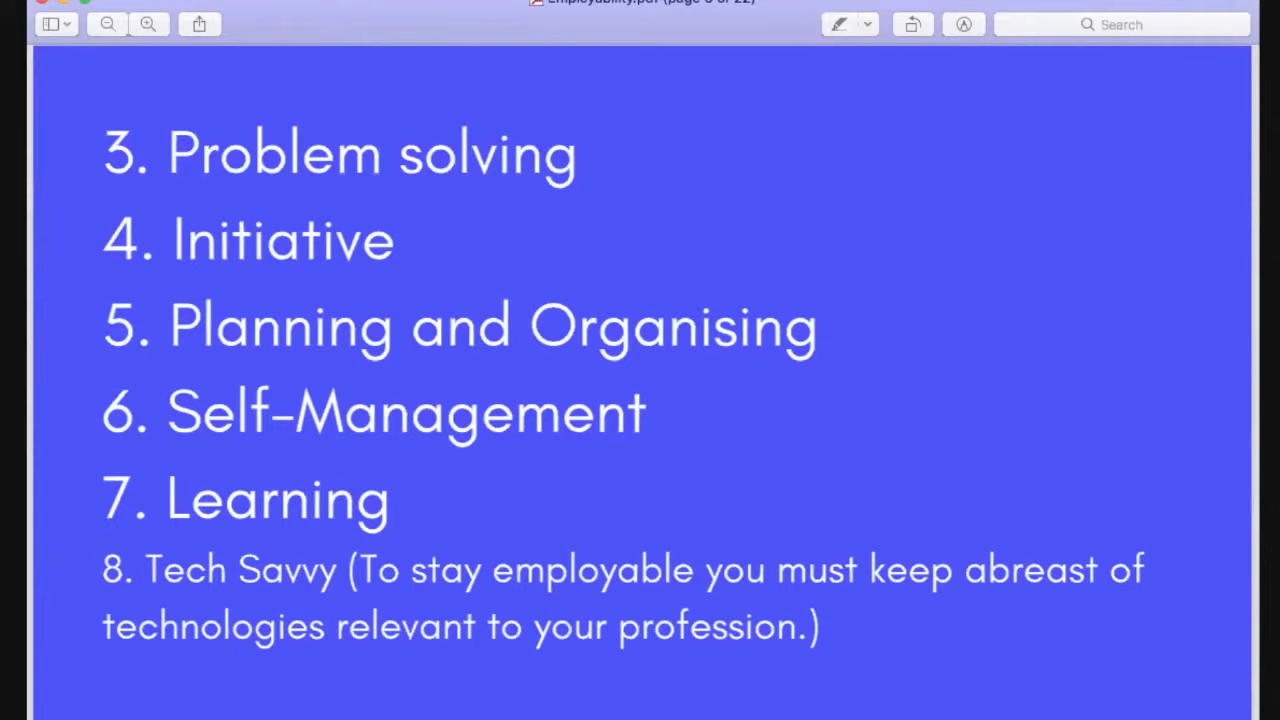 Search
3. Problem solving
4. Initiative
5. Planning and Organising
6. Self-Management
7. Learning
8. Tech Savvy (To stay employable you must keep abreast of
technologies relevant to your profession.)